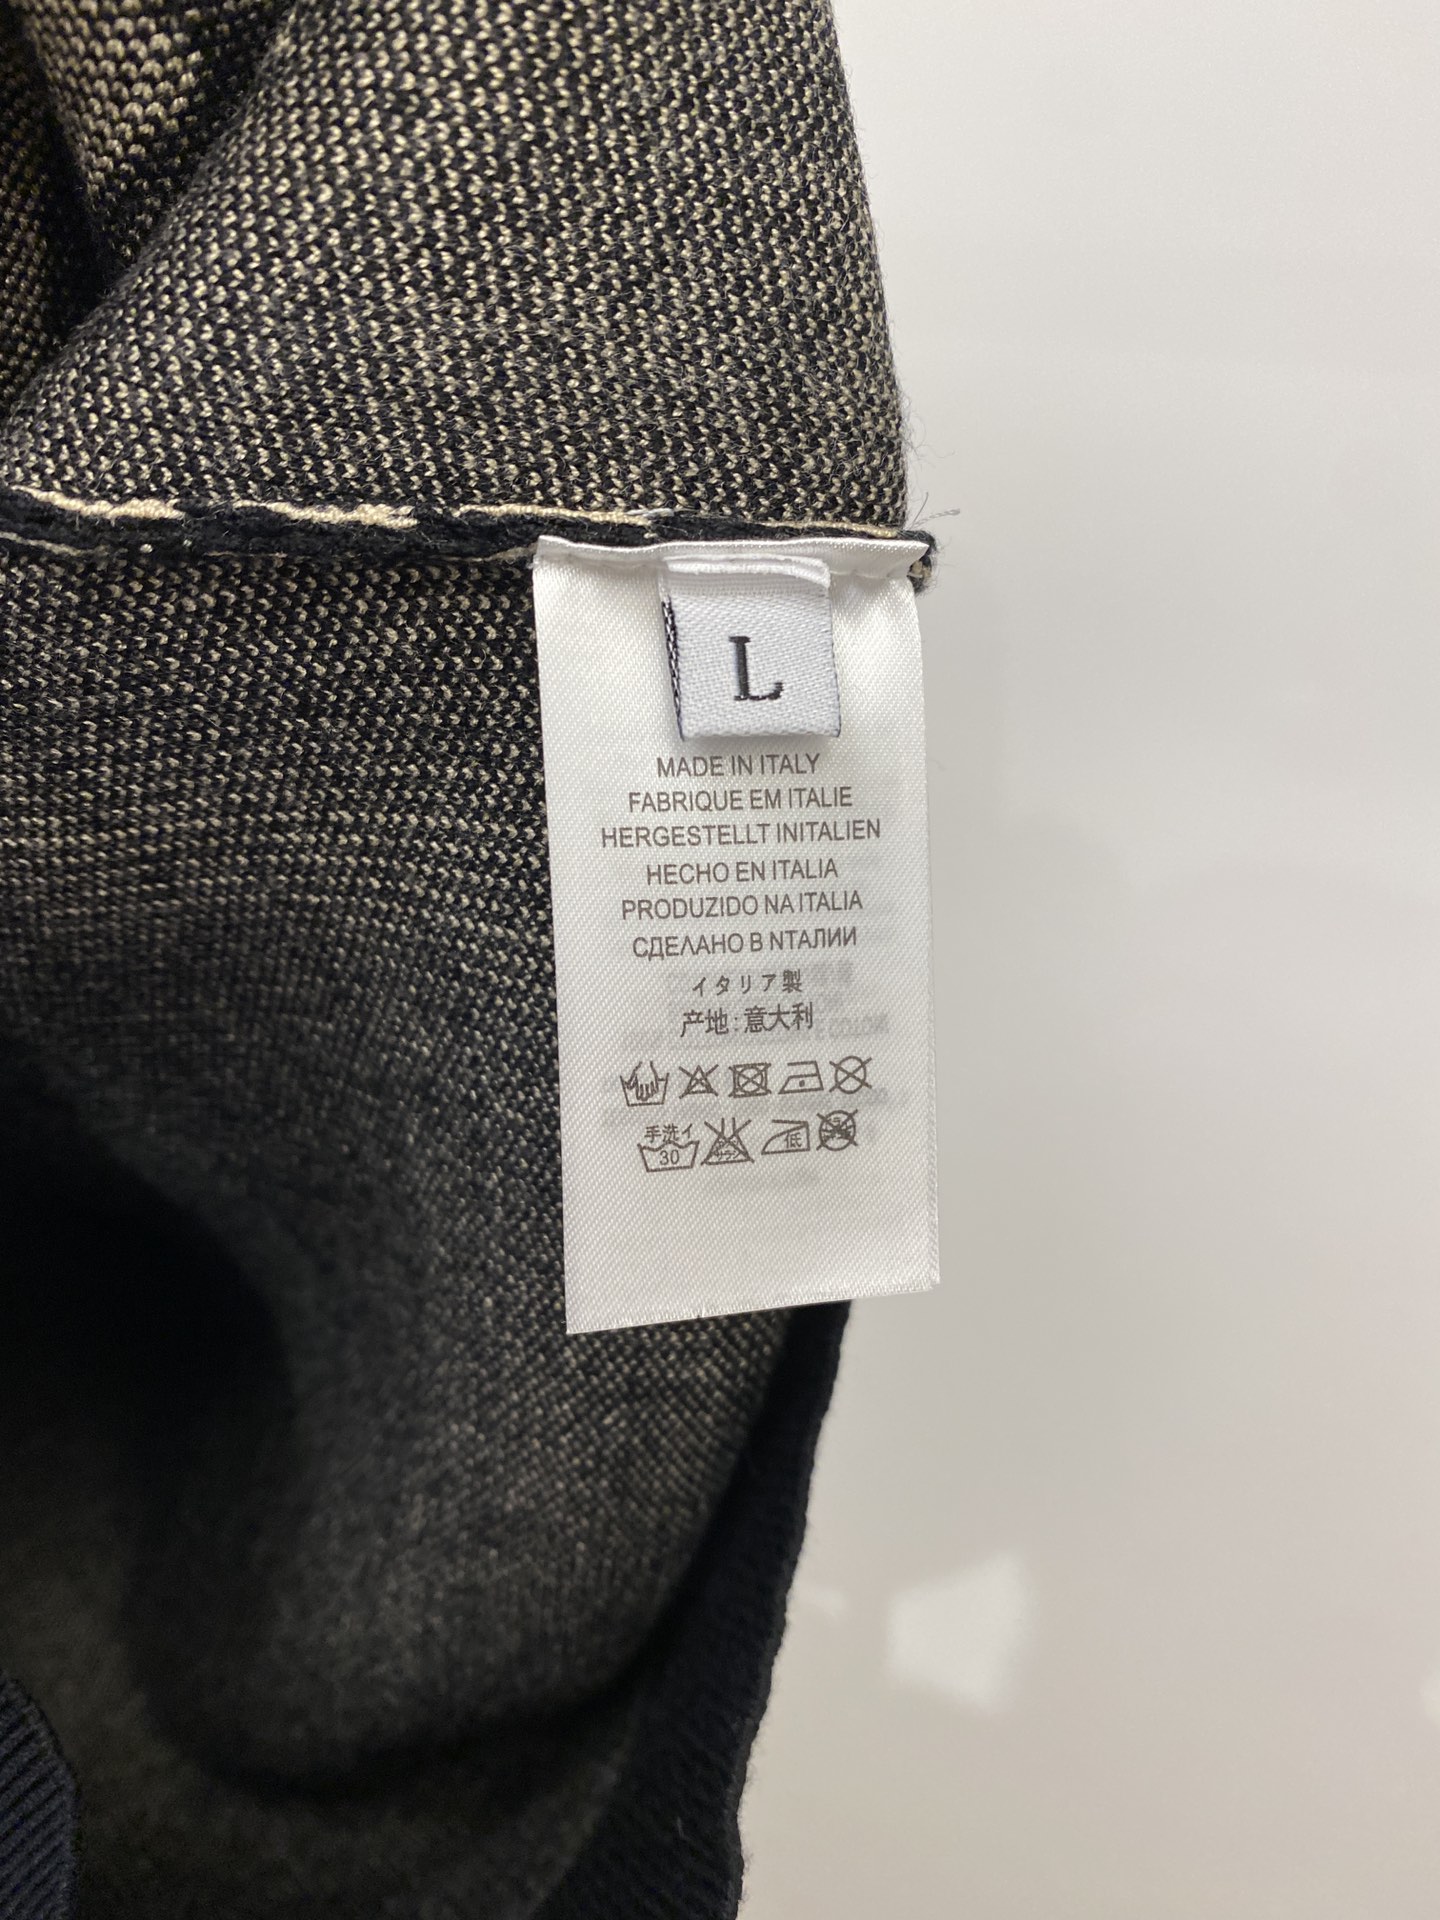 L
MADE IN ITALY
FABRIQUE EM ITALIE
HERGESTELLT INITALIEN
HECHO EN ITALIA
PRODUZIDO NA ITALIA
СДЕЛАНО В NТАЛИИ
イタリア製
产地:意大利
手洗イ
30
低